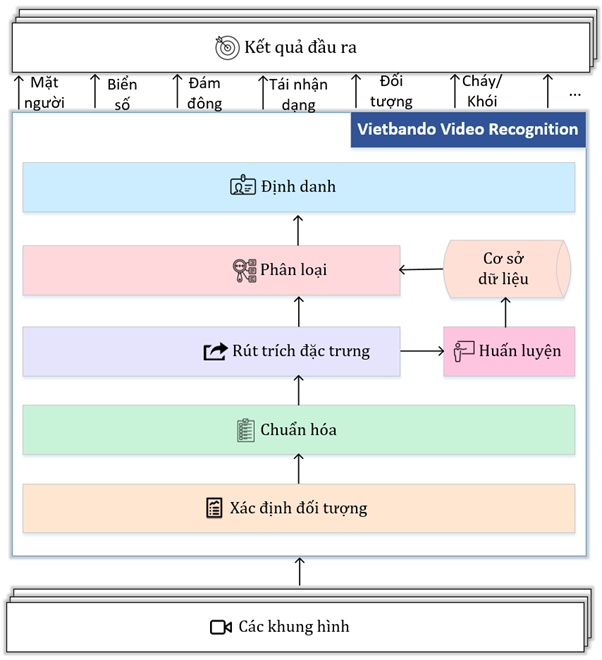 Kết quả đầu ra
Mặt
người
Biển
số
Đám
đông
Tái nhận
dạng
Đối
tượng
Cháy/
Khói
...
Vietbando Video Recognition
Định danh
Phân loại
Cơ sở
dữ liệu
Rút trích đặc trưng
Huấn luyện
Chuẩn hóa
Xác định đối tượng
Các khung hình